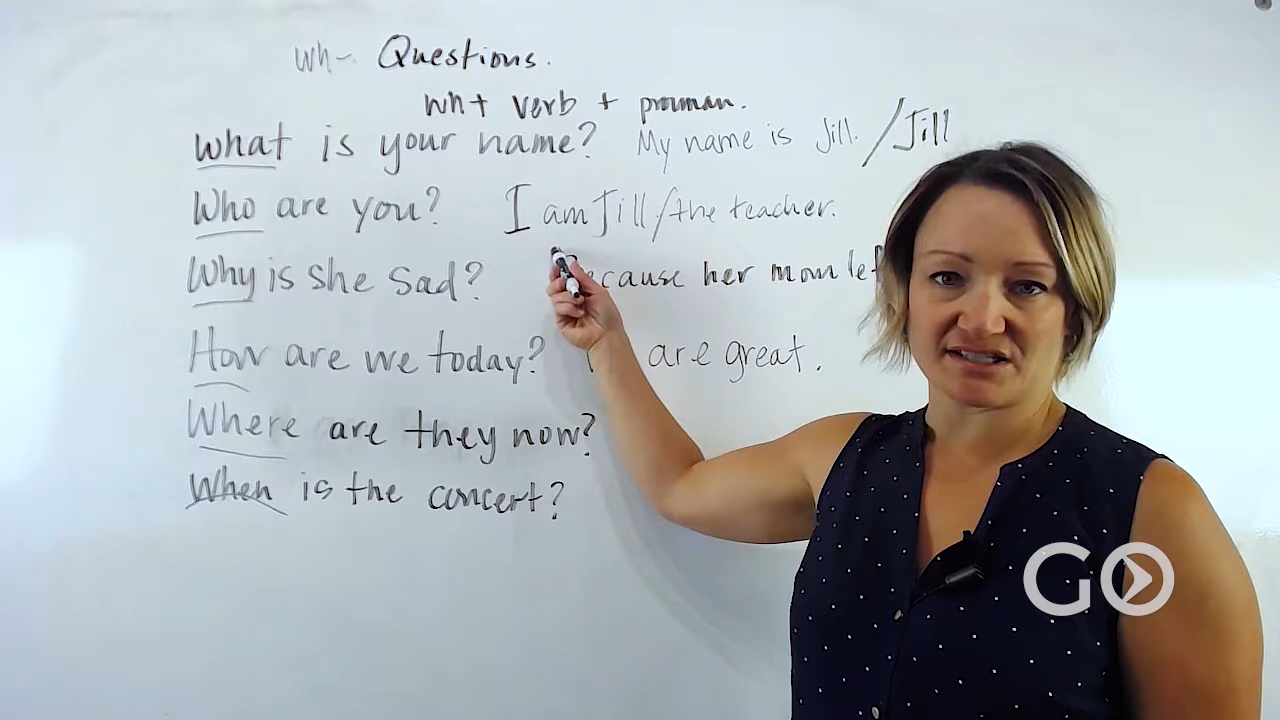 wh- Questions.
wh+ verb + pronoun.
What is your name? My name is Jill. / Jill
Who are you? I am Jill/the teacher.
Why is she sad? ecause her mom lef
How are we today? are great.
Where are they now?
When is the concert?
GO